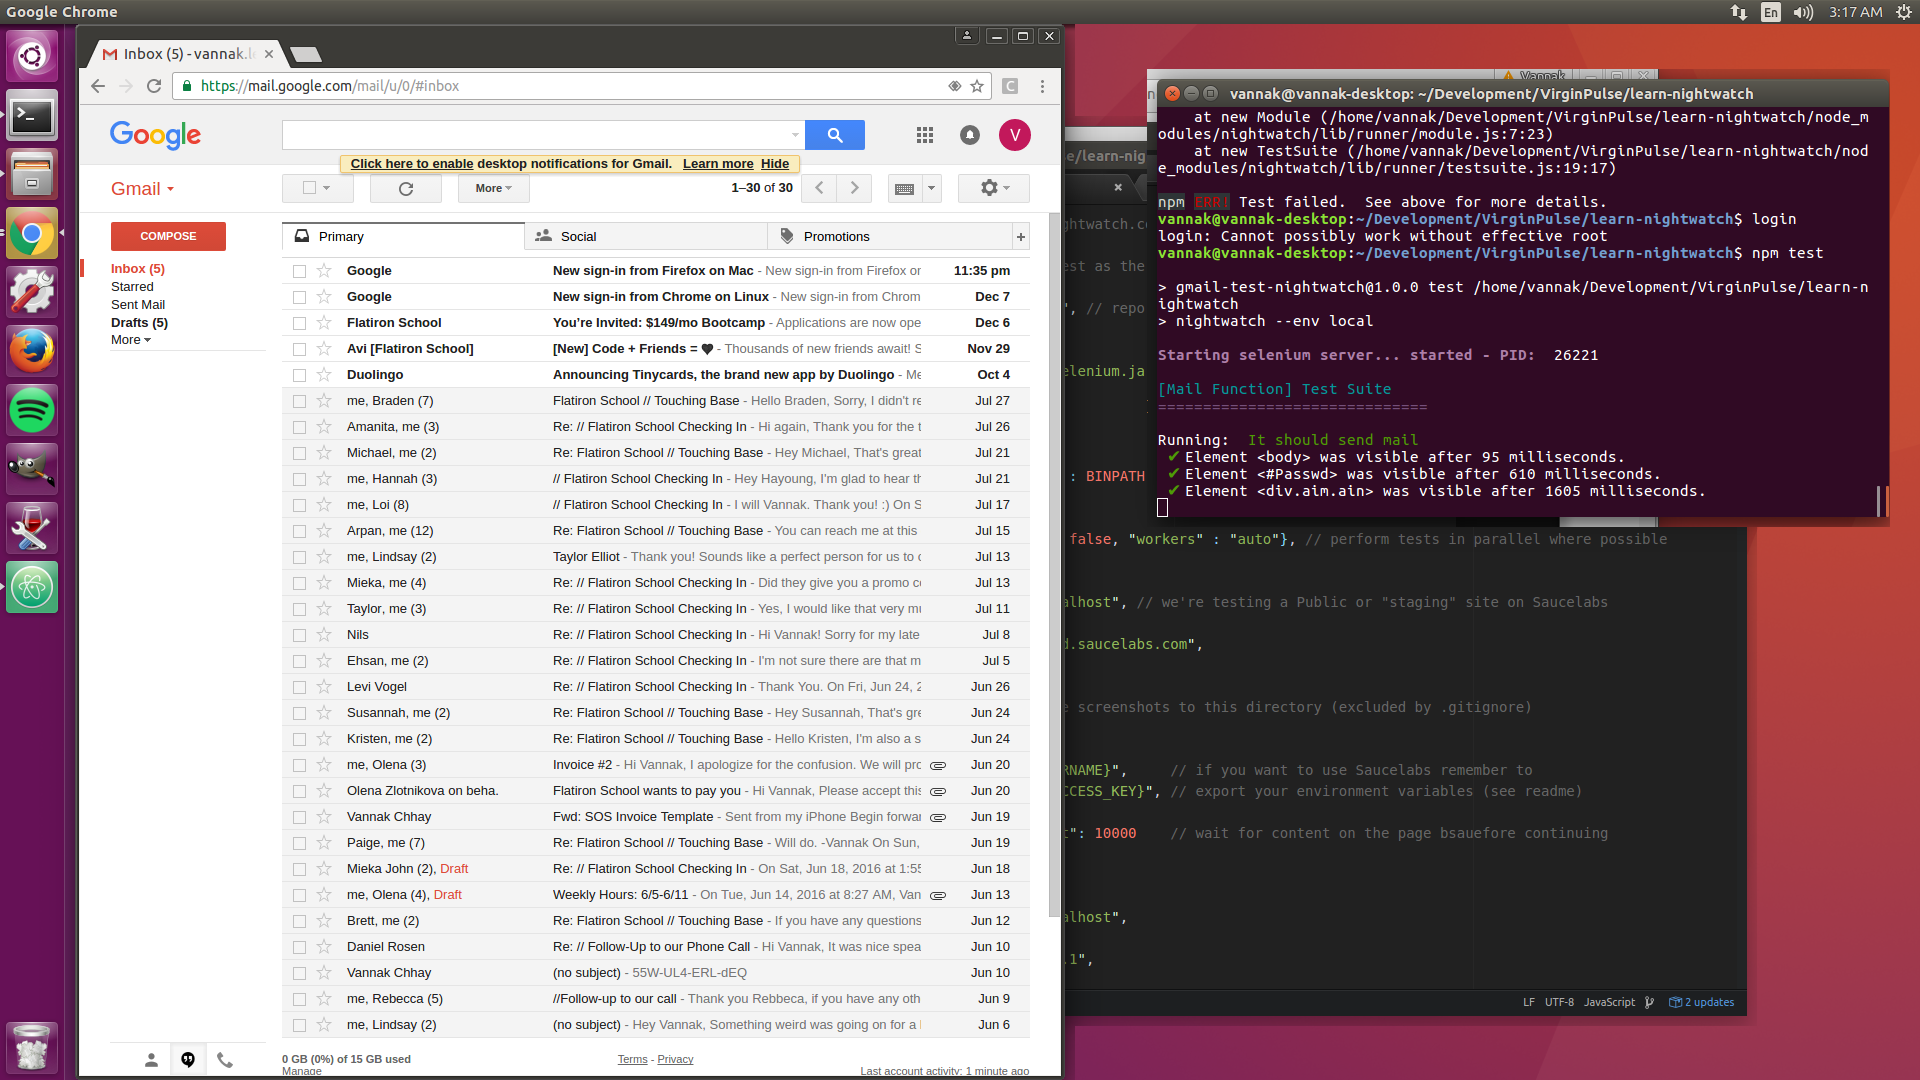 Google Chrome
En
3:17 AM
Inbox (5) - vannak.l
https://mail.google.com/mail/u/0/#inbox
C
Google
V
Click here to enable desktop notifications for Gmail. Learn more Hide
Gmail
More
1–30 of 30
COMPOSE
Inbox (5)
Starred
Sent Mail
Drafts (5)
More
Primary
Social
Promotions
+
Google New sign-in from Firefox on Mac - New sign-in from Firefox or 11:35 pm
Google New sign-in from Chrome on Linux - New sign-in from Chrom Dec 7
Flatiron School You're Invited: $149/mo Bootcamp - Applications are now ope Dec 6
Avi [Flatiron School] [New] Code + Friends = ♥ - Thousands of new friends await! S Nov 29
Duolingo Announcing Tinycards, the brand new app by Duolingo - Me Oct 4
me, Braden (7) Flatiron School // Touching Base - Hello Braden, Sorry, I didn't re Jul 27
Amanita, me (3) Re: // Flatiron School Checking In - Hi again, Thank you for the t Jul 26
Michael, me (2) Re: Flatiron School // Touching Base - Hey Michael, That's great Jul 21
me, Hannah (3) // Flatiron School Checking In - Hey Hayoung, I'm glad to hear th Jul 21
me, Loi (8) // Flatiron School Checking In - I will Vannak. Thank you! :) On S Jul 17
Arpan, me (12) Re: Flatiron School // Touching Base - You can reach me at this Jul 15
me, Lindsay (2) Taylor Elliot - Thank you! Sounds like a perfect person for us to c Jul 13
Mieka, me (4) Re: // Flatiron School Checking In - Did they give you a promo co Jul 13
Taylor, me (3) Re: // Flatiron School Checking In - Yes, I would like that very mu Jul 11
Nils Re: // Flatiron School Checking In - Hi Vannak! Sorry for my late Jul 8
Ehsan, me (2) Re: // Flatiron School Checking In - I'm not sure there are that m Jul 5
Levi Vogel Re: // Flatiron School Checking In - Thank You. On Fri, Jun 24, 2 Jun 26
Susannah, me (2) Re: Flatiron School // Touching Base - Hey Susannah, That's gre Jun 24
Kristen, me (2) Re: Flatiron School // Touching Base - Hello Kristen, I'm also a s Jun 24
me, Olena (3) Invoice #2 - Hi Vannak, I apologize for the confusion. We will pro Jun 20
Olena Zlotnikova on beha. Flatiron School wants to pay you - Hi Vannak, Please accept this Jun 20
Vannak Chhay Fwd: SOS Invoice Template - Sent from my iPhone Begin forwar Jun 19
Paige, me (7) Re: Flatiron School // Touching Base - Will do. -Vannak On Sun, Jun 19
Mieka John (2), Draft Re: // Flatiron School Checking In - On Sat, Jun 18, 2016 at 1:55 Jun 18
me, Olena (4), Draft Weekly Hours: 6/5-6/11 - On Tue, Jun 14, 2016 at 8:27 AM, Van Jun 13
Brett, me (2) Re: Flatiron School // Touching Base - If you have any questions Jun 12
Daniel Rosen Re: // Follow-Up to our Phone Call - Hi Vannak, It was nice spea Jun 10
Vannak Chhay (no subject) - 55W-UL4-ERL-dEQ Jun 10
me, Rebecca (5) //Follow-up to our call - Thank you Rebbeca, if you have any oth Jun 9
me, Lindsay (2) (no subject) - Hey Vannak, Something weird was going on for a l Jun 6
0 GB (0%) of 15 GB used
Manage
Terms - Privacy
Last account activity: 1 minute ago
Vannak
vannak@vannak-desktop: ~/Development/VirginPulse/learn-nightwatch
at new Module (/home/vannak/Development/VirginPulse/learn-nightwatch/node_m
odules/nightwatch/lib/runner/module.js:7:23)
at new TestSuite (/home/vannak/Development/VirginPulse/learn-nightwatch/nod
e_modules/nightwatch/lib/runner/testsuite.js:19:17)
npm ERR! Test failed.  See above for more details.
vannak@vannak-desktop:~/Development/VirginPulse/learn-nightwatch$ login
login: Cannot possibly work without effective root
vannak@vannak-desktop:~/Development/VirginPulse/learn-nightwatch$ npm test
> gmail-test-nightwatch@1.0.0 test /home/vannak/Development/VirginPulse/learn-n
ightwatch
> nightwatch --env local
Starting selenium server... started - PID:  26221
[Mail Function] Test Suite
==============================
Running:  It should send mail
✔ Element <body> was visible after 95 milliseconds.
✔ Element <#Passwd> was visible after 610 milliseconds.
✔ Element <div.aim.ain> was visible after 1605 milliseconds.
e/learn-nig
ghtwatch.co
est as the
", // repo
elenium.ja
: BINPATH
false, "workers" : "auto"}, // perform tests in parallel where possible
alhost", // we're testing a Public or "staging" site on Saucelabs
d.saucelabs.com",
e screenshots to this directory (excluded by .gitignore)
RNAME}", // if you want to use Saucelabs remember to
CCESS_KEY}", // export your environment variables (see readme)
t": 10000 // wait for content on the page bsauefore continuing
alhost",
.1",
LF UTF-8 JavaScript 2 updates